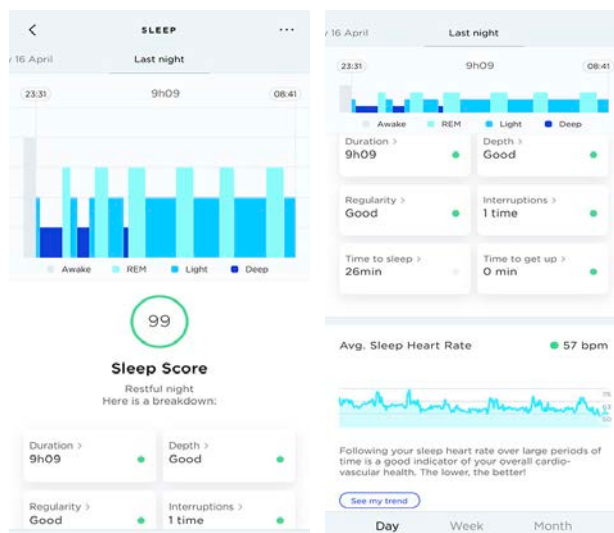 SLEEP
16 April Last night
23:31 9h09 08:41
Awake REM Light Deep
99
Sleep Score
Restful night
Here is a breakdown:
Duration >
9h09
Depth >
Good
Regularity >
Good
Interruptions >
1 time
16 April Last night
23:31 9h09 08:41
Awake REM Light Deep
Duration >
9h09
Depth >
Good
Regularity >
Good
Interruptions >
1 time
Time to sleep >
26min
Time to get up >
0 min
Avg. Sleep Heart Rate 57 bpm
75
63
50
Following your sleep heart rate over large periods of
time is a good indicator of your overall cardio-
vascular health. The lower, the better!
See my trend
Day Week Month